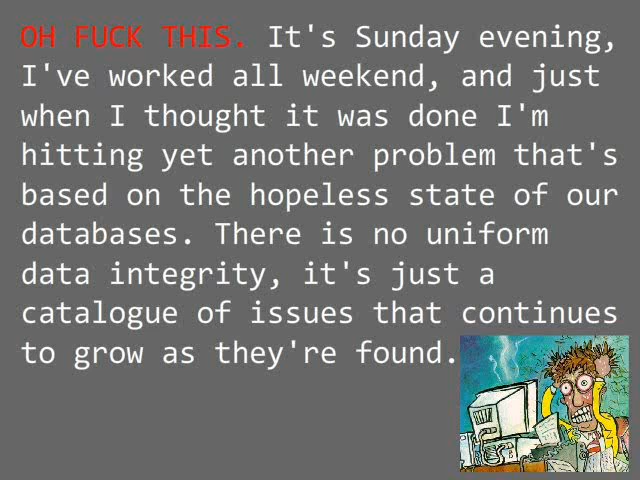 OH FUCK THIS. It's Sunday evening,
I've worked all weekend, and just
when I thought it was done I'm
hitting yet another problem that's
based on the hopeless state of our
databases. There is no uniform
data integrity, it's just a
catalogue of issues that continues
to grow as they're found.